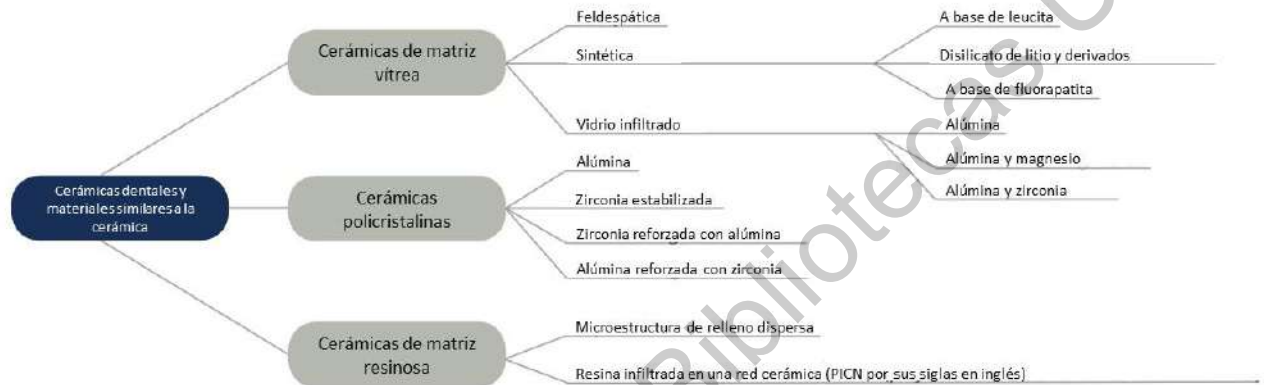 Cerámicas dentales y
materiales similares a la
cerámica
Cerámicas de matriz
vítrea
Feldespática
Sintética
A base de leucita
Disilicato de litio y derivados
A base de fluorapatita
Vidrio infiltrado
Alúmina
Alúmina y magnesio
Alúmina y zirconia
Cerámicas
policristalinas
Alúmina
Zirconia estabilizada
Zirconia reforzada con alúmina
Alúmina reforzada con zirconia
Cerámicas de matriz
resinosa
Microestructura de relleno dispersa
Resina infiltrada en una red cerámica (PICN por sus siglas en inglés)
Bibliotecas